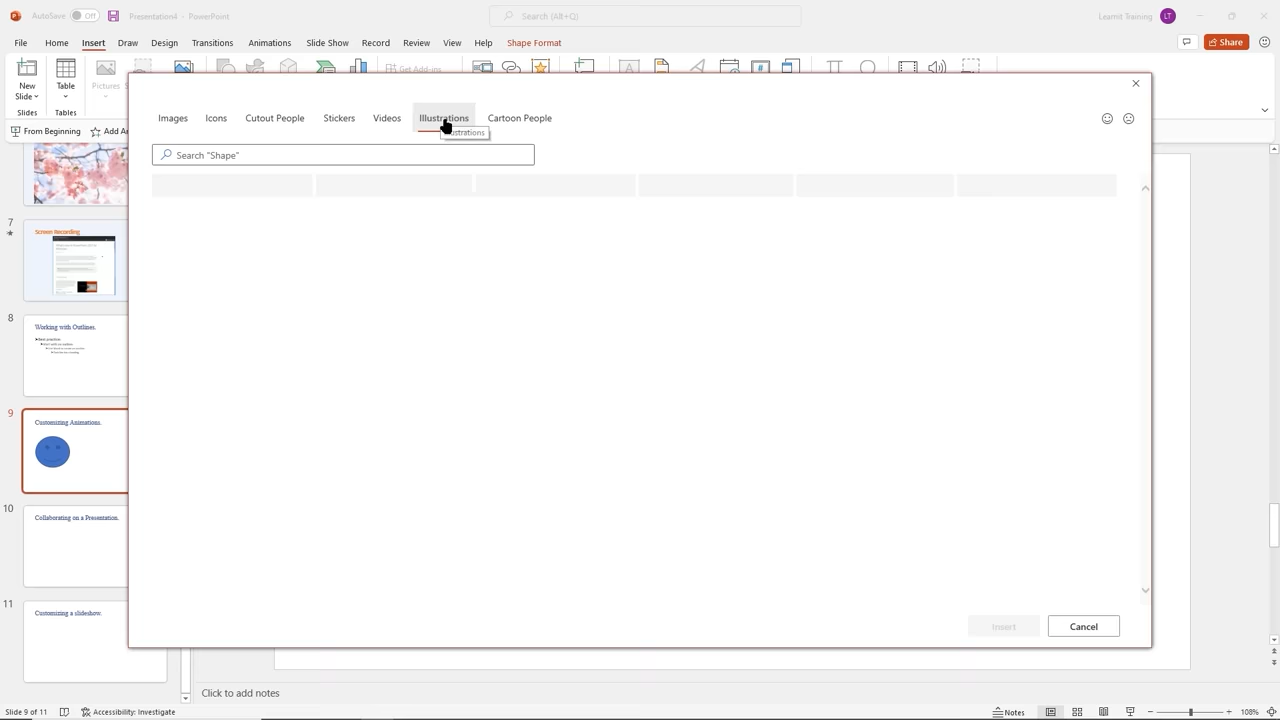 AutoSave Off Presentation4 - PowerPoint Search (Alt+Q) Learnit Training LT
File Home Insert Draw Design Transitions Animations Slide Show Record Review View Help Shape Format Share
New Slide Table Pictures Get Add-ins
Slides Tables
From Beginning Add
Images Icons Cutout People Stickers Videos Illustrations Cartoon People
Search "Shape"
7
Screen Recording
8
Working with Outlines.
9
Customizing Animations.
10
Collaborating on a Presentation.
11
Customizing a slideshow.
Insert Cancel
Click to add notes
Slide 9 of 11 Accessibility: Investigate Notes 108%